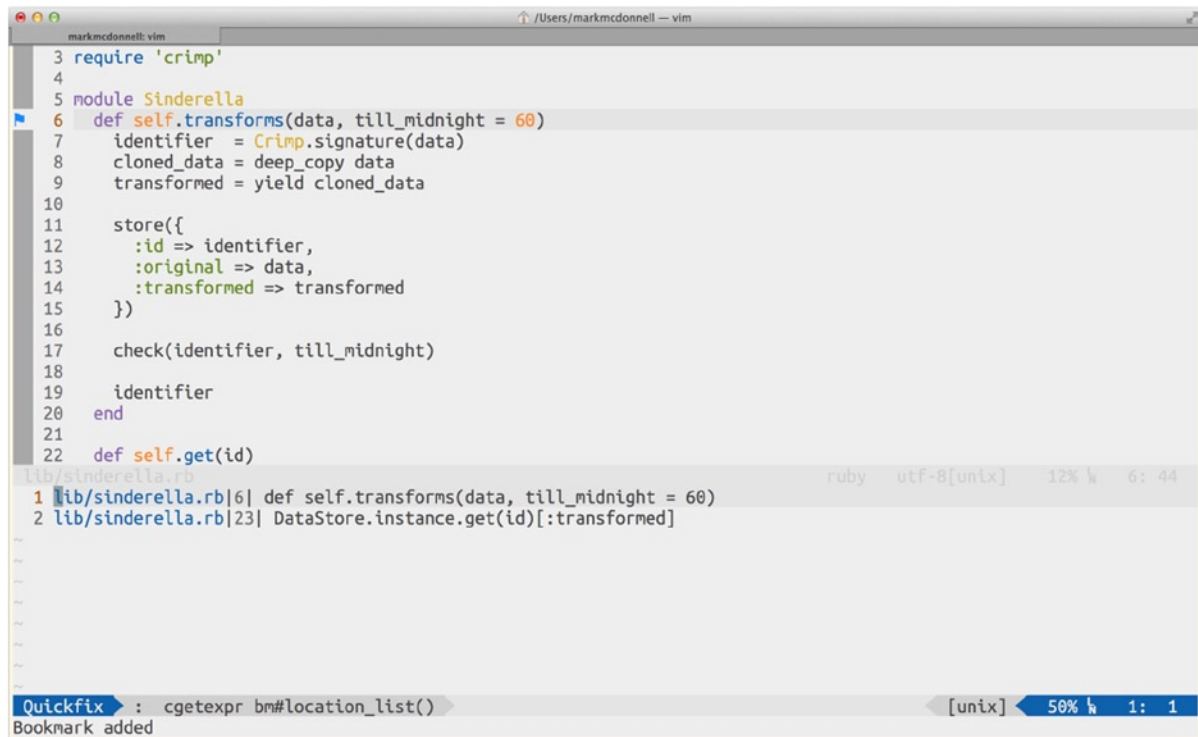 /Users/markmcdonnell — vim
markmcdonnell: vim
3 require 'crimp'
4
5 module Sinderella
6   def self.transforms(data, till_midnight = 60)
7     identifier  = Crimp.signature(data)
8     cloned_data = deep_copy data
9     transformed = yield cloned_data
10
11     store({
12       :id => identifier,
13       :original => data,
14       :transformed => transformed
15     })
16
17     check(identifier, till_midnight)
18
19     identifier
20   end
21
22   def self.get(id)
lib/sinderella.rb ruby utf-8[unix] 12% 6: 44
1 lib/sinderella.rb|6| def self.transforms(data, till_midnight = 60)
2 lib/sinderella.rb|23| DataStore.instance.get(id)[:transformed]
~
~
~
~
~
~
~
Quickfix :  cgetexpr bm#location_list() [unix] 50% 1: 1
Bookmark added